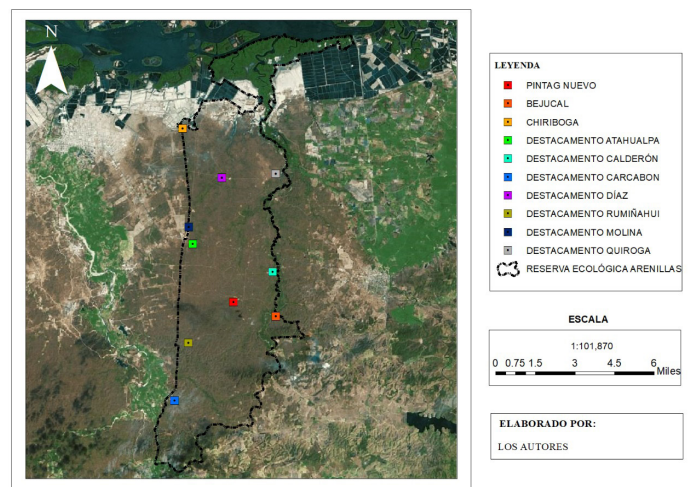 N
LEYENDA
PINTAG NUEVO
BEJUCAL
CHIRIBOGA
DESTACAMENTO ATAHUALPA
DESTACAMENTO CALDERÓN
DESTACAMENTO CARCABON
DESTACAMENTO DÍAZ
DESTACAMENTO RUMIÑAHUI
DESTACAMENTO MOLINA
DESTACAMENTO QUIROGA
RESERVA ECOLÓGICA ARENILLAS
ESCALA
1:101,870
0 0.75 1.5 3 4.5 6
Miles
ELABORADO POR:
LOS AUTORES